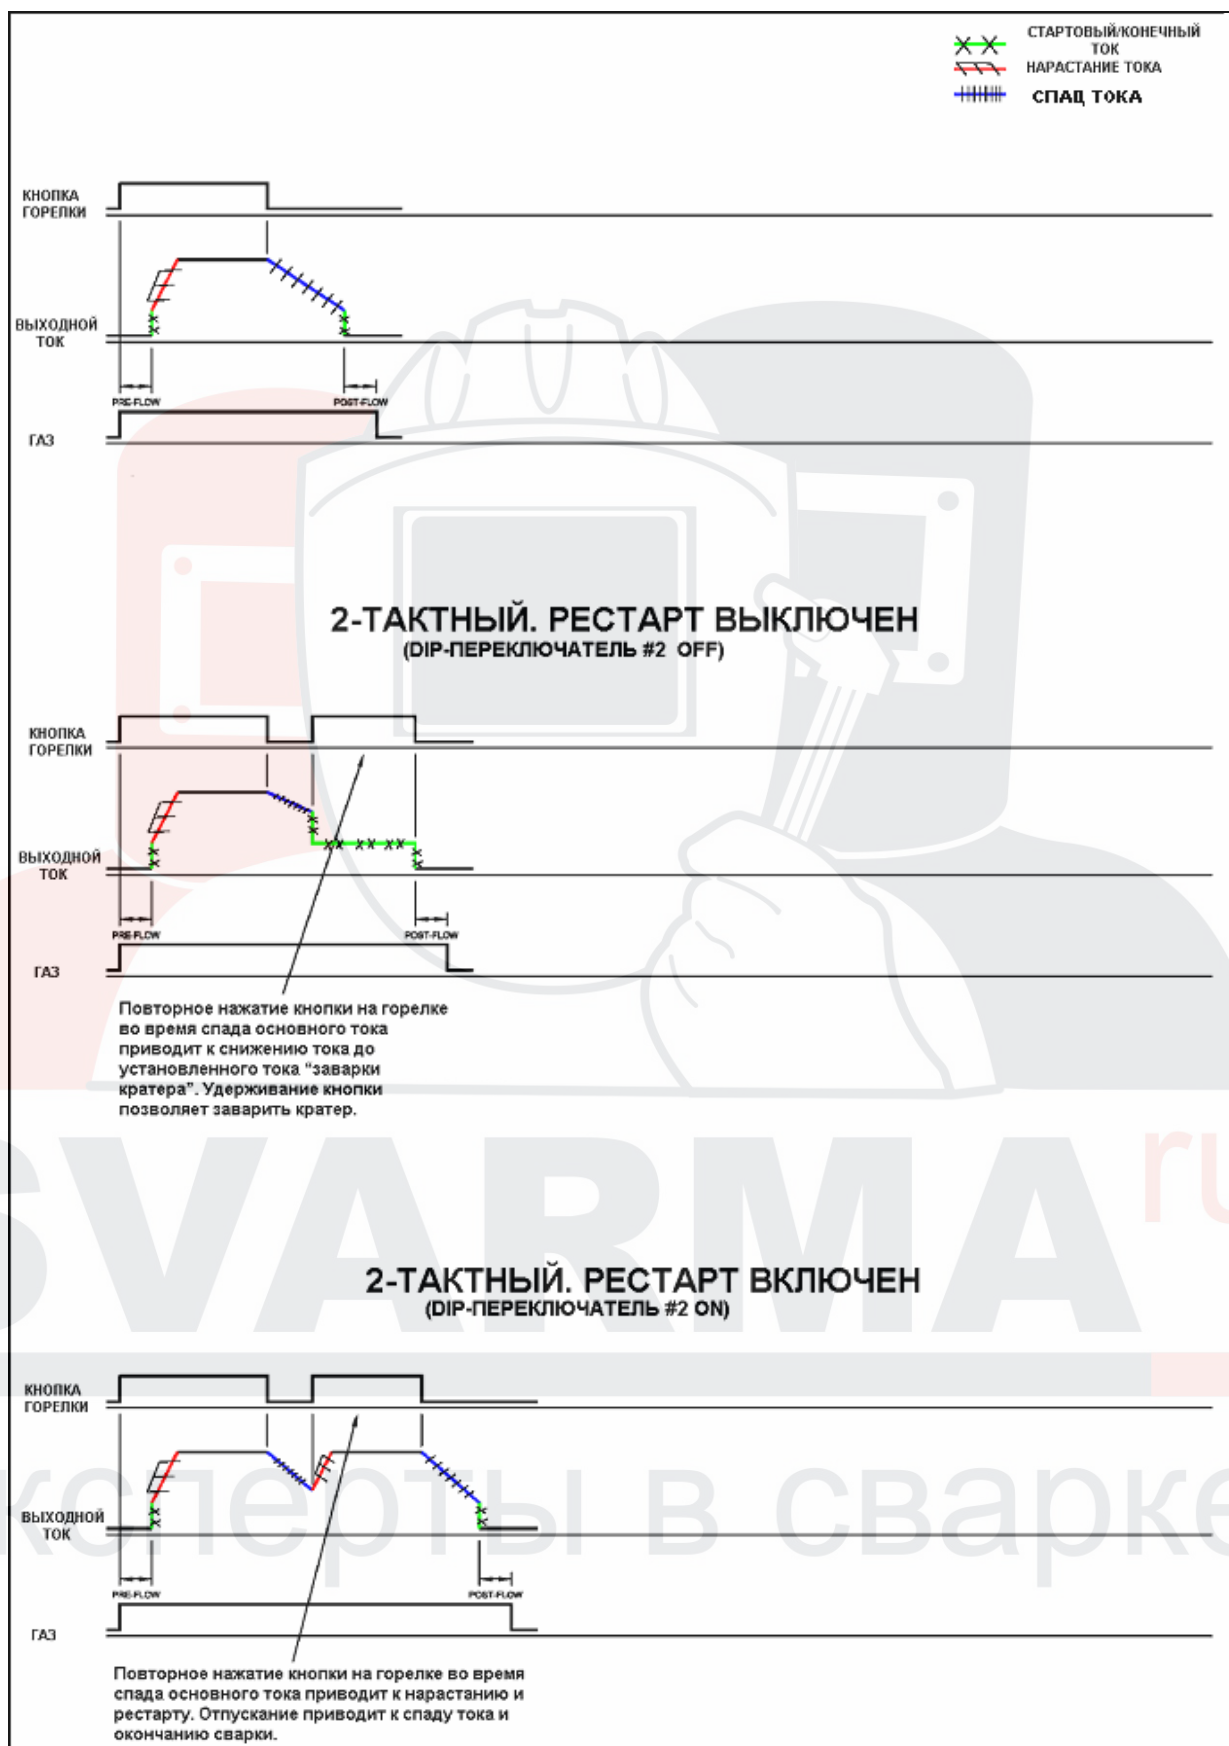 СТАРТОВЫЙ/КОНЕЧНЫЙ
ТОК
НАРАСТАНИЕ ТОКА
СПАД ТОКА
КНОПКА
ГОРЕЛКИ
ВЫХОДНОЙ
ТОК
PRE-FLOW
POST-FLOW
ГАЗ
2-ТАКТНЫЙ. РЕСТАРТ ВЫКЛЮЧЕН
(DIP-ПЕРЕКЛЮЧАТЕЛЬ #2 OFF)
КНОПКА
ГОРЕЛКИ
ВЫХОДНОЙ
ТОК
PRE-FLOW
POST-FLOW
ГАЗ
Повторное нажатие кнопки на горелке
во время спада основного тока
приводит к снижению тока до
установленного тока “заварки
кратера”. Удерживание кнопки
позволяет заварить кратер.
SVARMA
ru
2-ТАКТНЫЙ. РЕСТАРТ ВКЛЮЧЕН
(DIP-ПЕРЕКЛЮЧАТЕЛЬ #2 ON)
КНОПКА
ГОРЕЛКИ
ксперты в сварке
ВЫХОДНОЙ
ТОК
PRE-FLOW
POST-FLOW
ГАЗ
Повторное нажатие кнопки на горелке во время
спада основного тока приводит к нарастанию и
рестарту. Отпускание приводит к спаду тока и
окончанию сварки.